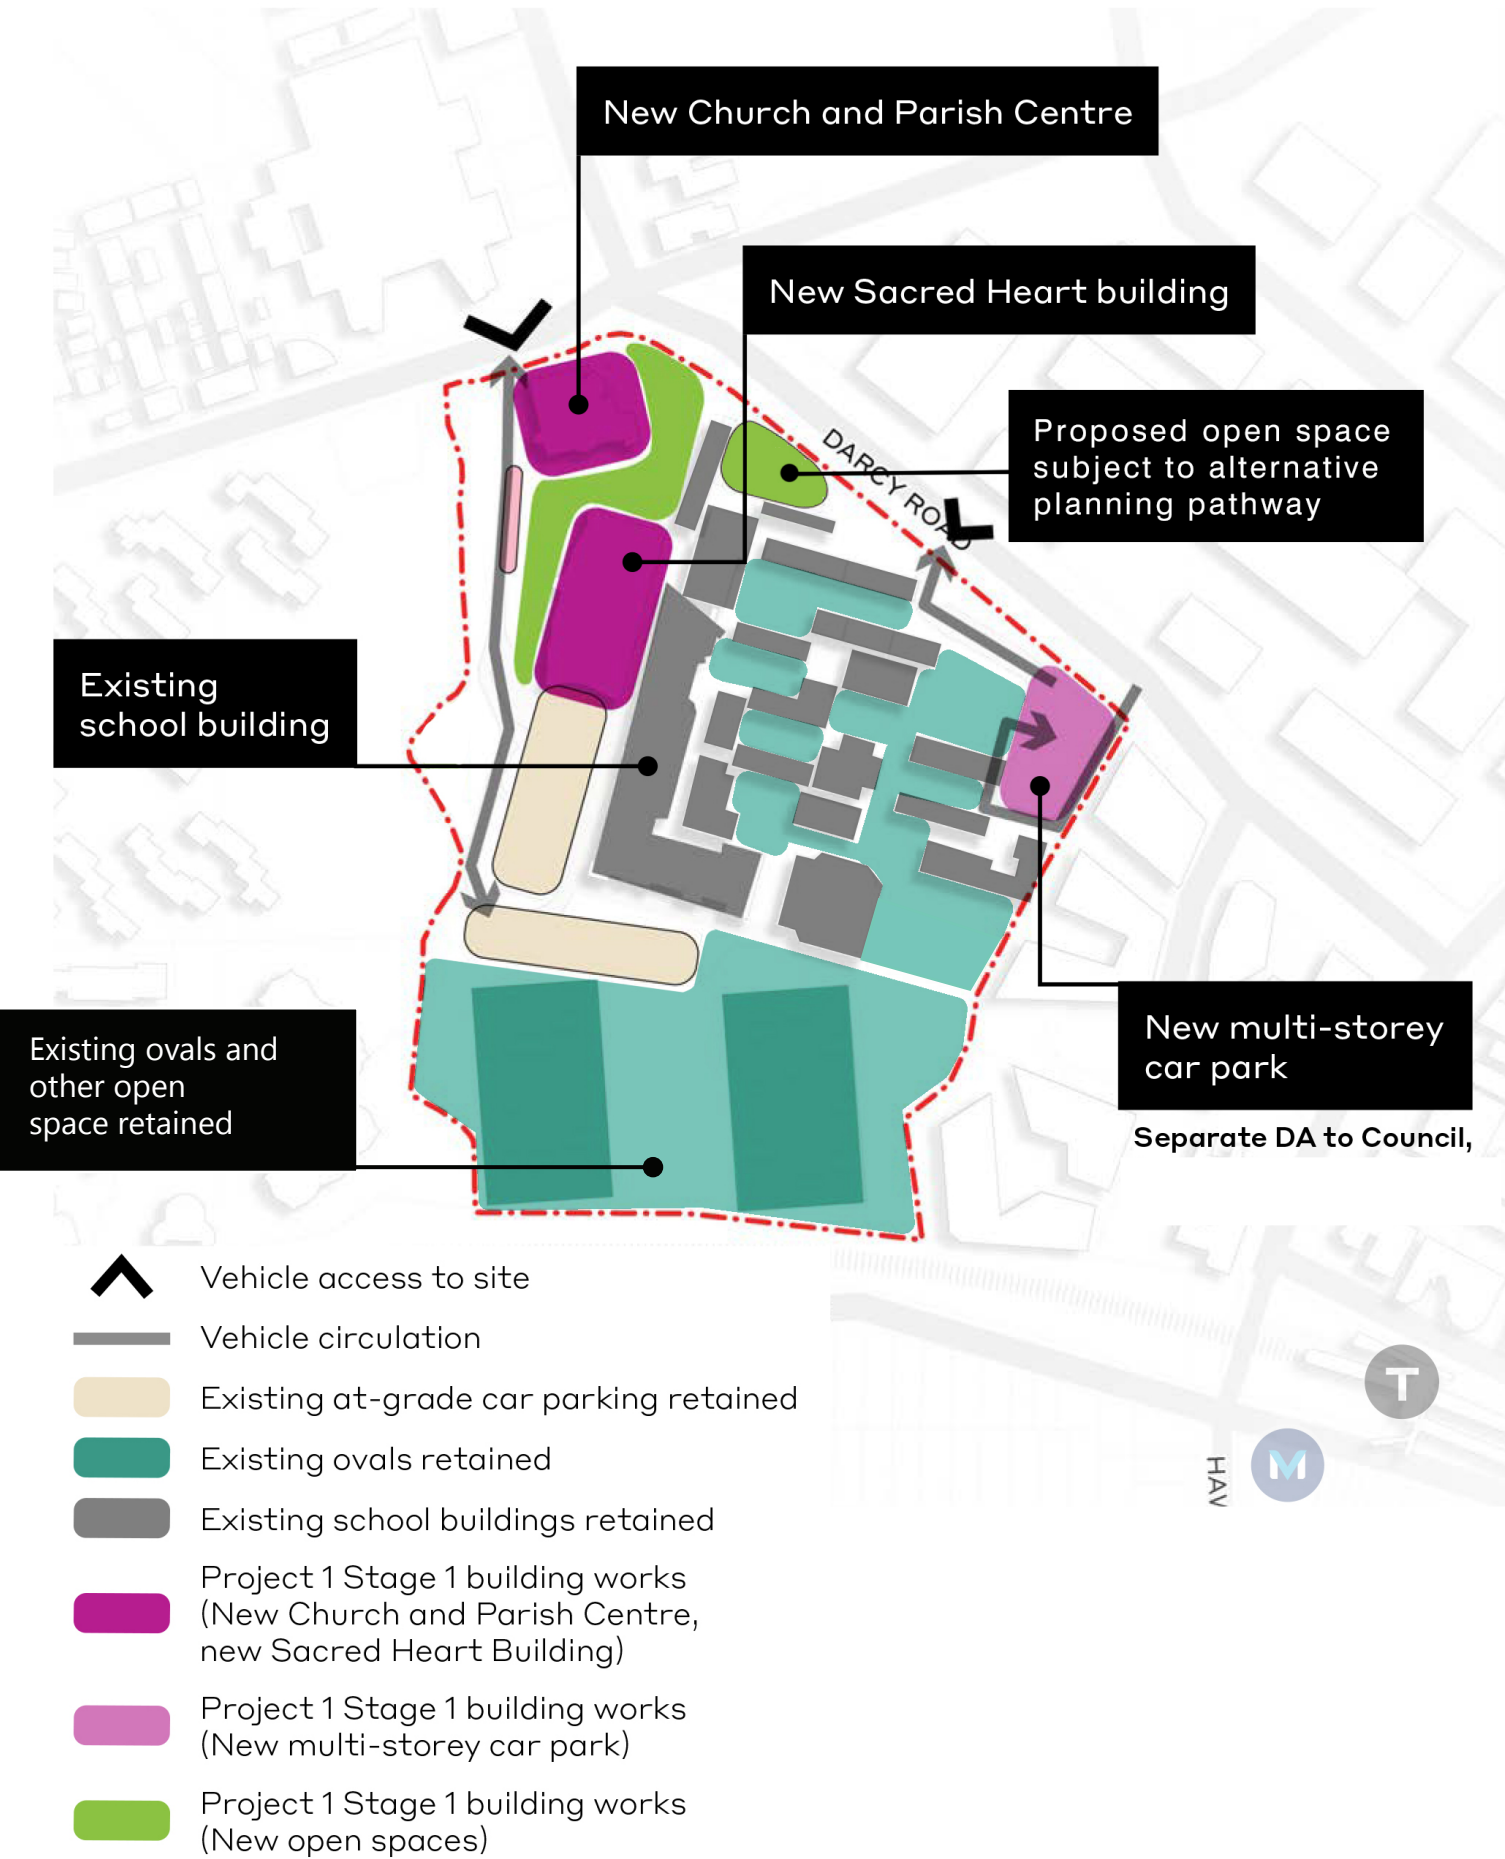 New Church and Parish Centre
New Sacred Heart building
Proposed open space
subject to alternative
planning pathway
DARCY ROAD
Existing
school building
Existing ovals and
other open
space retained
New multi-storey
car park
Separate DA to Council,
Vehicle access to site
Vehicle circulation
Existing at-grade car parking retained
Existing ovals retained
Existing school buildings retained
Project 1 Stage 1 building works
(New Church and Parish Centre,
new Sacred Heart Building)
Project 1 Stage 1 building works
(New multi-storey car park)
Project 1 Stage 1 building works
(New open spaces)
T
M
HAV